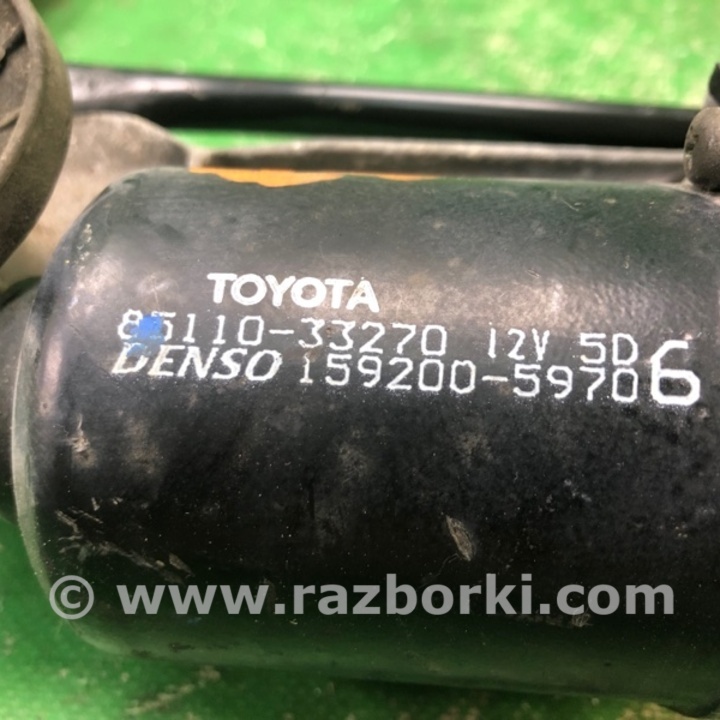 TOYOTA
85110-33270 12V 5D
DENSO 159200-5970 6
© www.razborki.com